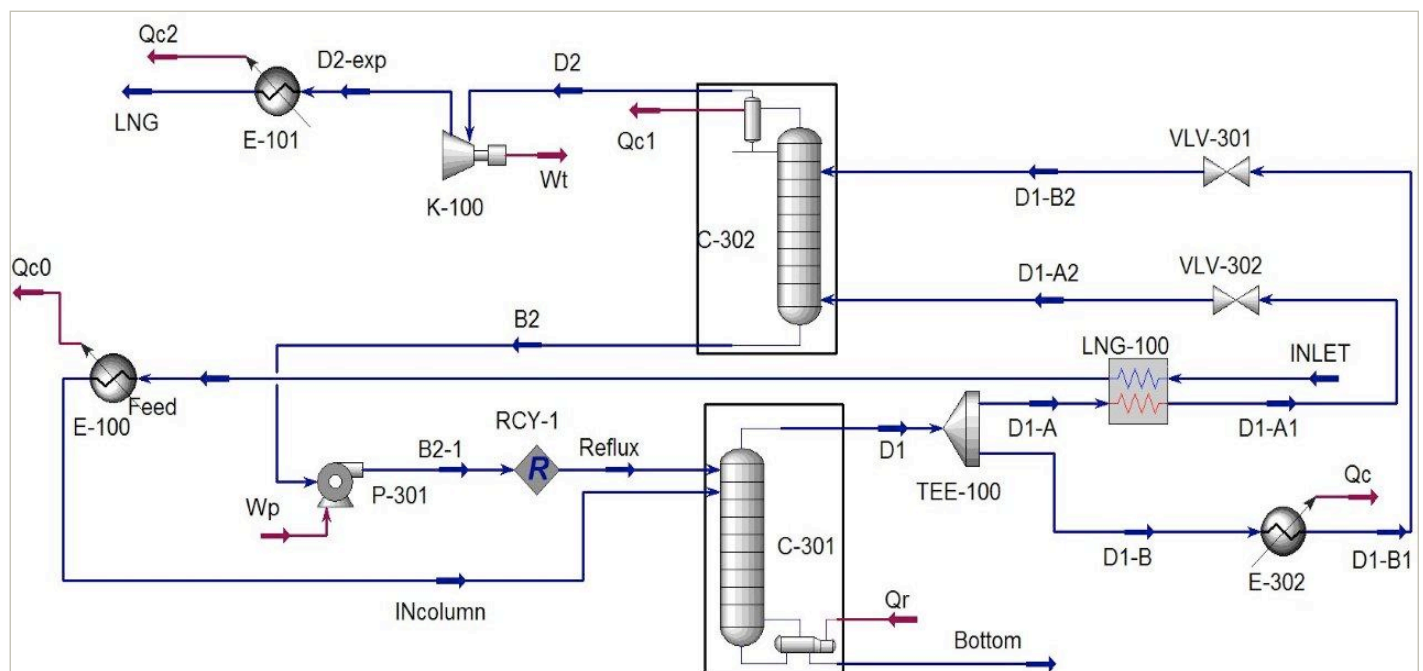 Qc2
D2-exp
D2
LNG
E-101
Qc1
Wt
K-100
C-302
VLV-301
D1-B2
VLV-302
D1-A2
Qc0
B2
LNG-100
INLET
Feed
E-100
RCY-1
D1-A
D1-A1
B2-1
Reflux
D1
R
TEE-100
P-301
Wp
Qc
C-301
D1-B
D1-B1
E-302
INcolumn
Qr
Bottom